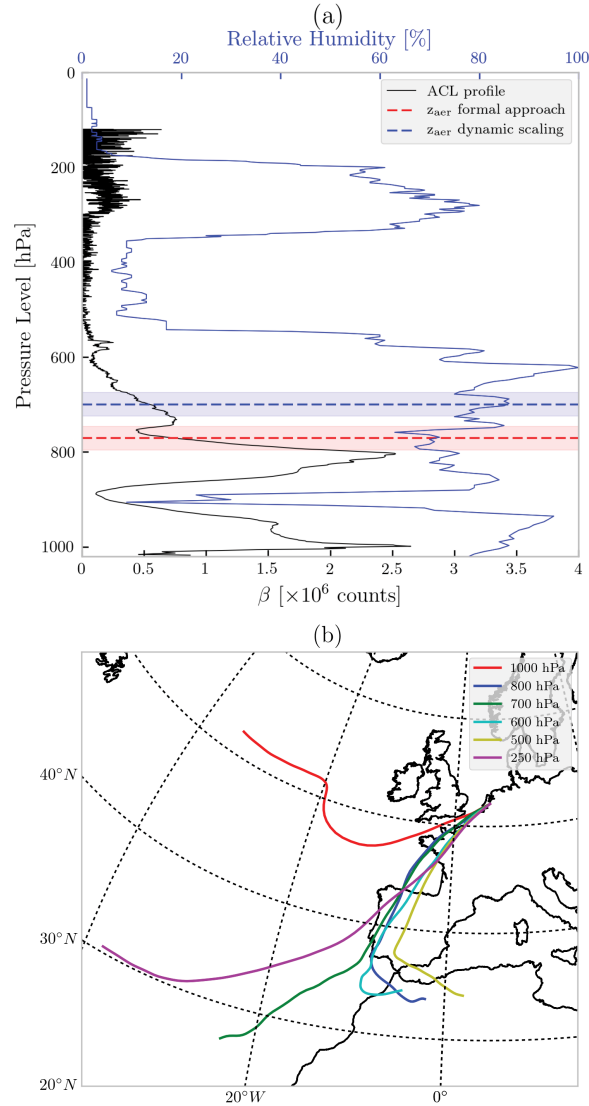 (a)
Relative Humidity [%]
0 20 40 60 80 100
ACL profile
z_aer formal approach
z_aer dynamic scaling
Pressure Level [hPa]
0
200
400
600
800
1000
0 0.5 1 1.5 2 2.5 3 3.5 4
β [×10⁶ counts]
(b)
1000 hPa
800 hPa
700 hPa
600 hPa
500 hPa
250 hPa
40°N
30°N
20°N
20°W 0°